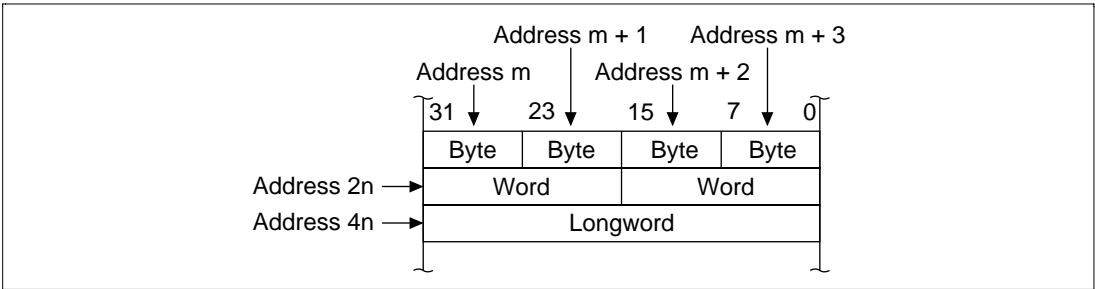 Address m + 1 Address m + 3
Address m Address m + 2
31 23 15 7 0
Byte Byte Byte Byte
Address 2n Word Word
Address 4n Longword